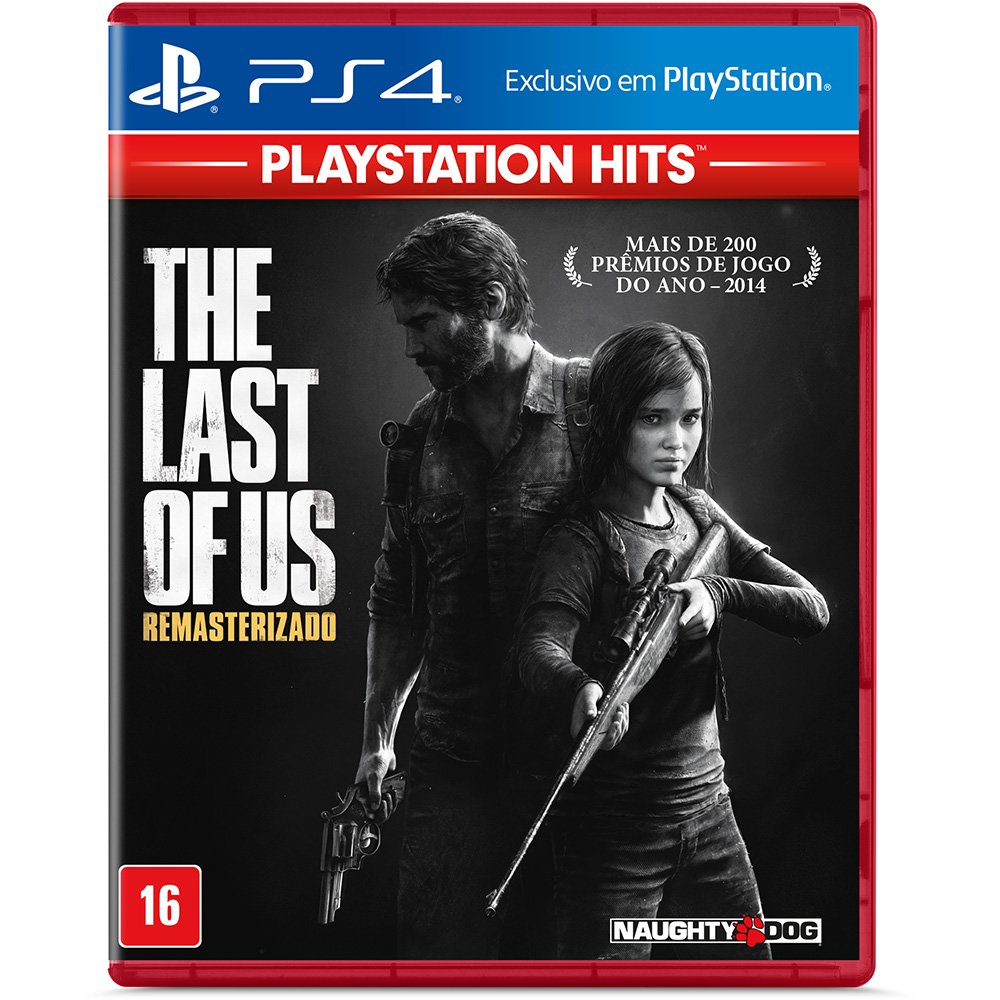 PS4
Exclusivo em PlayStation®
PLAYSTATION HITS™
MAIS DE 200
PRÊMIOS DE JOGO
DO ANO – 2014
THE
LAST
OF US
REMASTERIZADO
16
NAUGHTY DOG